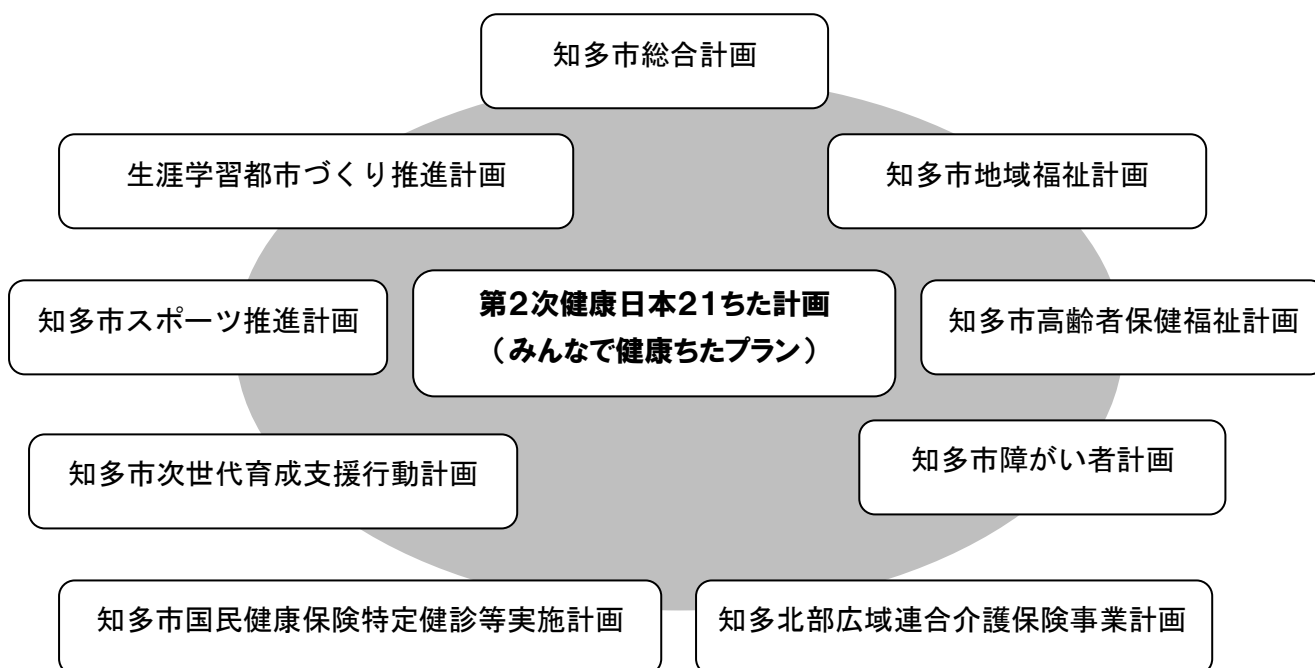 知多市総合計画
生涯学習都市づくり推進計画
知多市地域福祉計画
知多市スポーツ推進計画
第2次健康日本21ちた計画
（みんなで健康ちたプラン）
知多市高齢者保健福祉計画
知多市次世代育成支援行動計画
知多市障がい者計画
知多市国民健康保険特定健診等実施計画
知多北部広域連合介護保険事業計画